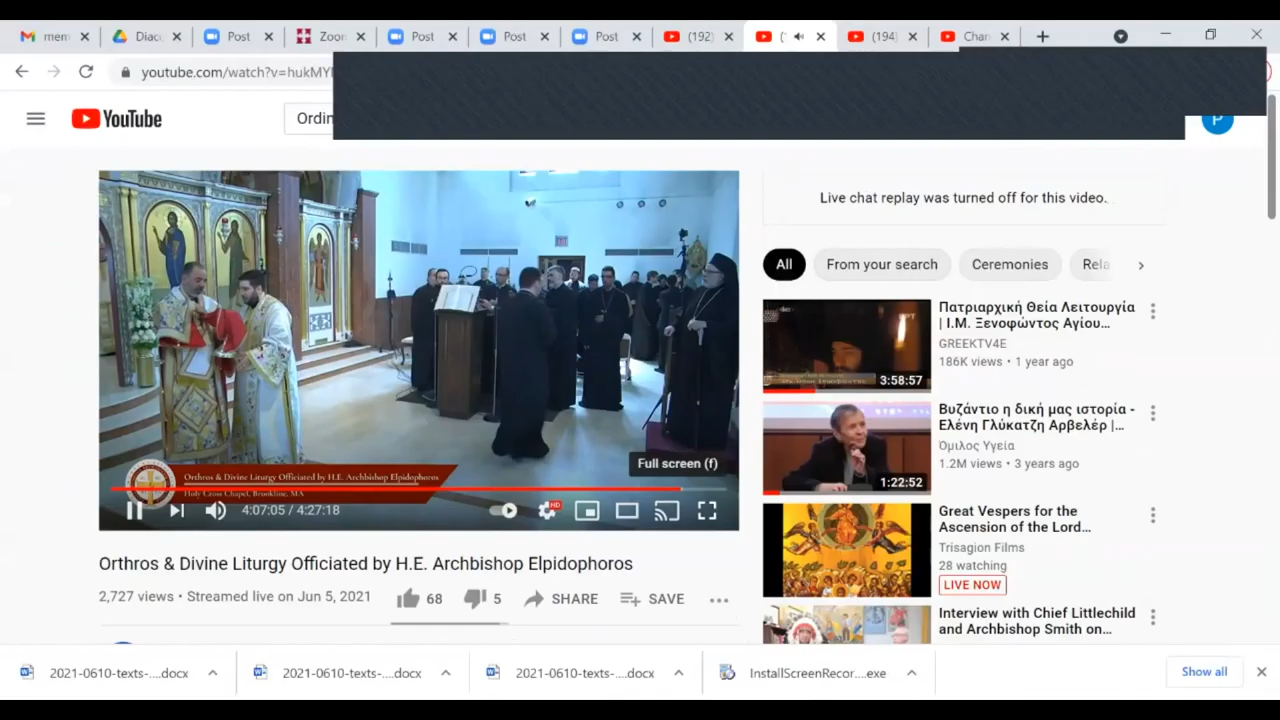 mem
Diaco
Post
Zoon
Post
Post
Post
(192)
(
(194)
Chan
youtube.com/watch?v=hukMY
YouTube
Ordin
P
Live chat replay was turned off for this video.
All
From your search
Ceremonies
Rela
Πατριαρχική Θεία Λειτουργία
| Ι.Μ. Ξενοφώντος Αγίου...
GREEKTV4E
186K views • 1 year ago
3:58:57
Βυζάντιο η δική μας ιστορία -
Ελένη Γλύκατζη Αρβελέρ |...
Όμιλος Υγεία
1.2M views • 3 years ago
1:22:52
Great Vespers for the
Ascension of the Lord...
Trisagion Films
28 watching
LIVE NOW
Interview with Chief Littlechild
and Archbishop Smith on...
Full screen (f)
Orthros & Divine Liturgy Officiated by H.E. Archbishop Elpidophoros
Holy Cross Chapel, Brookline, MA
4:07:05 / 4:27:18
HD
Orthros & Divine Liturgy Officiated by H.E. Archbishop Elpidophoros
2,727 views • Streamed live on Jun 5, 2021
68
5
SHARE
SAVE
2021-0610-texts-....docx
2021-0610-texts-....docx
2021-0610-texts-....docx
InstallScreenRecor....exe
Show all